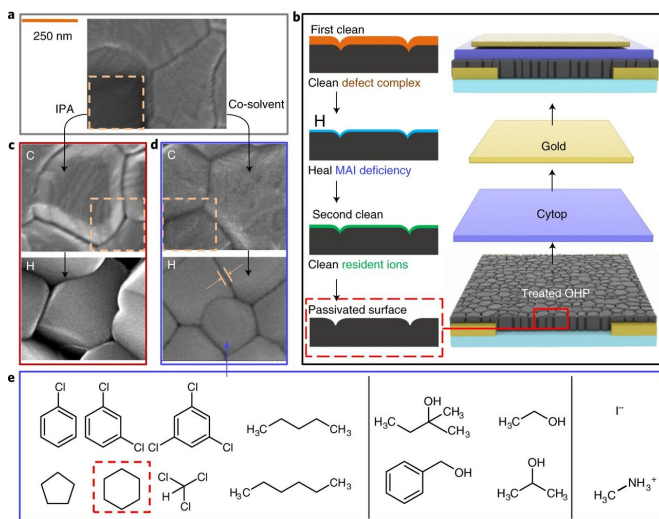 a
250 nm
IPA
Co-solvent
c
C
H
d
C
H
b
First clean
Clean defect complex
H
Heal MAI deficiency
Second clean
Clean resident ions
Passivated surface
Gold
Cytop
Treated OHP
e
Cl
Cl
Cl
Cl
Cl
Cl
H₃C
CH₃
OH
CH₃
H₃C
CH₃
H₃C
OH
I⁻
Cl
H
Cl
Cl
H₃C
CH₃
OH
OH
H₃C
CH₃
H₃C
NH₃⁺